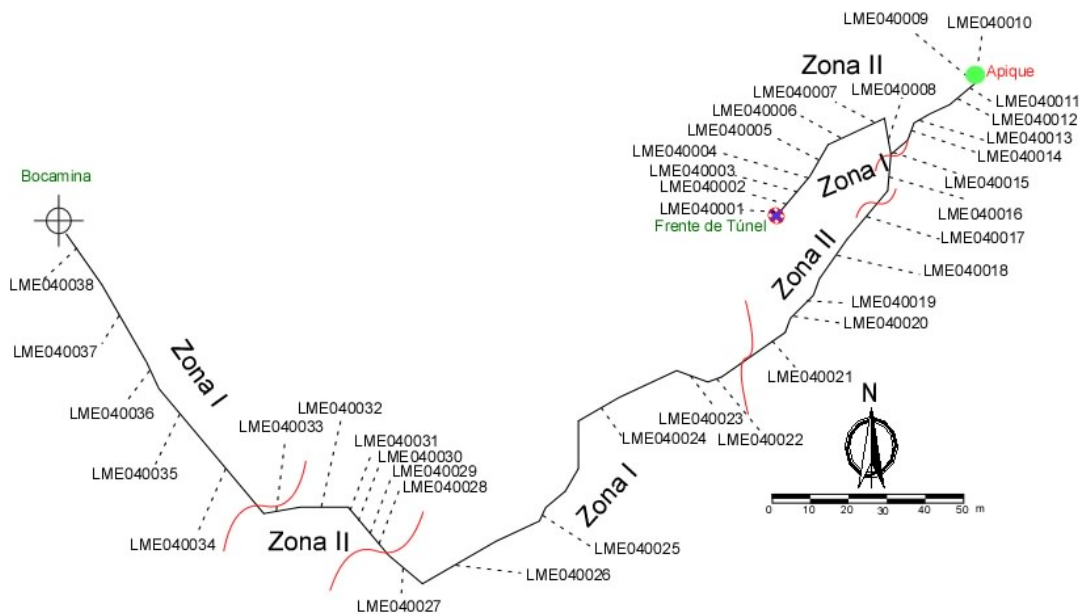 LME040009
LME040010
Zona II
Apique
LME040008
LME040007
LME040011
LME040006
LME040012
LME040005
LME040013
LME040004
LME040014
LME040003
Zona I
LME040015
LME040002
LME040001
LME040016
Frente de Túnel
LME040017
Bocamina
Zona II
LME040018
LME040038
LME040019
LME040020
LME040037
LME040021
Zona I
LME040036
LME040032
LME040023
LME040033
LME040031
LME040024
LME040022
LME040030
LME040029
LME040035
LME040028
Zona I
N
0 10 20 30 40 50 m
LME040034
Zona II
LME040025
LME040026
LME040027